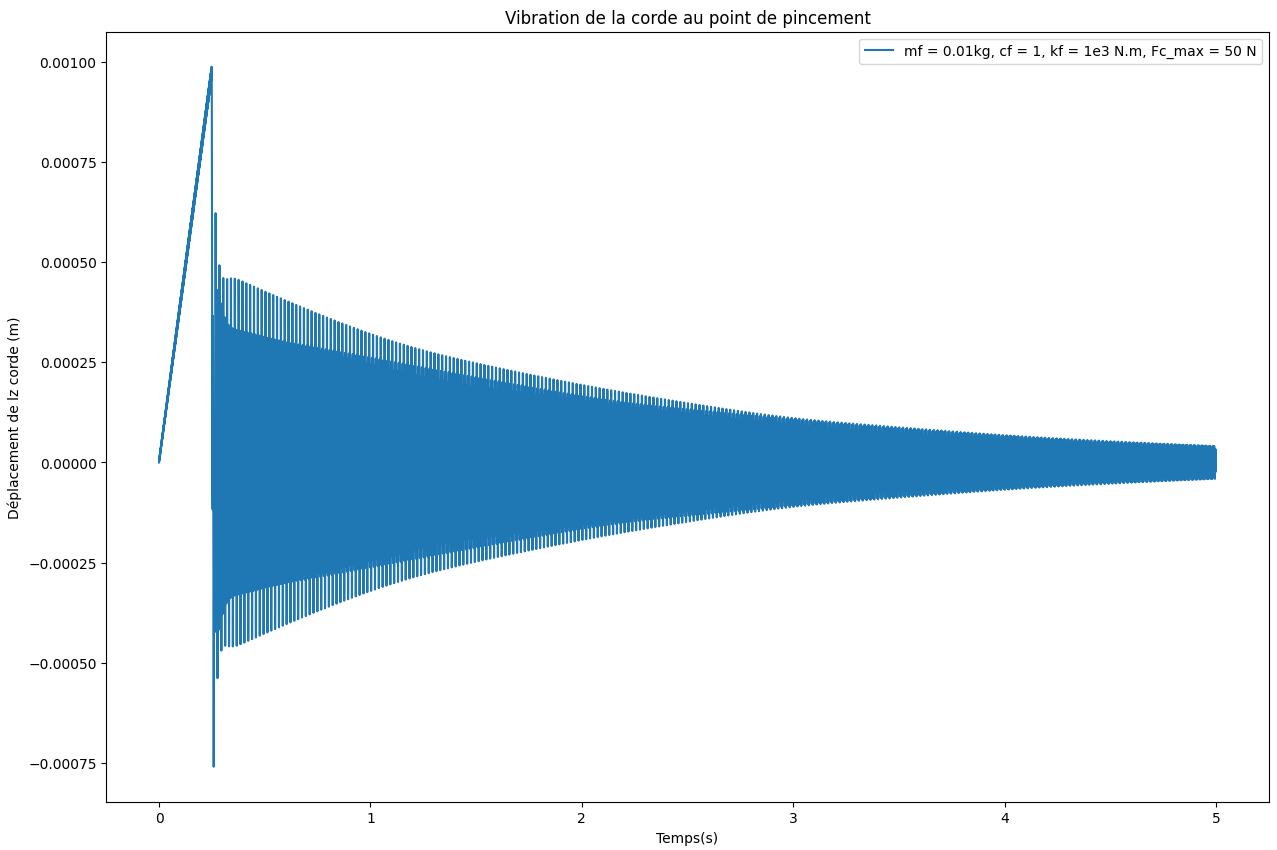 Vibration de la corde au point de pincement
mf = 0.01kg, cf = 1, kf = 1e3 N.m, Fc_max = 50 N
0.00100
0.00075
0.00050
0.00025
0.00000
−0.00025
−0.00050
−0.00075
Déplacement de lz corde (m)
0 1 2 3 4 5
Temps(s)